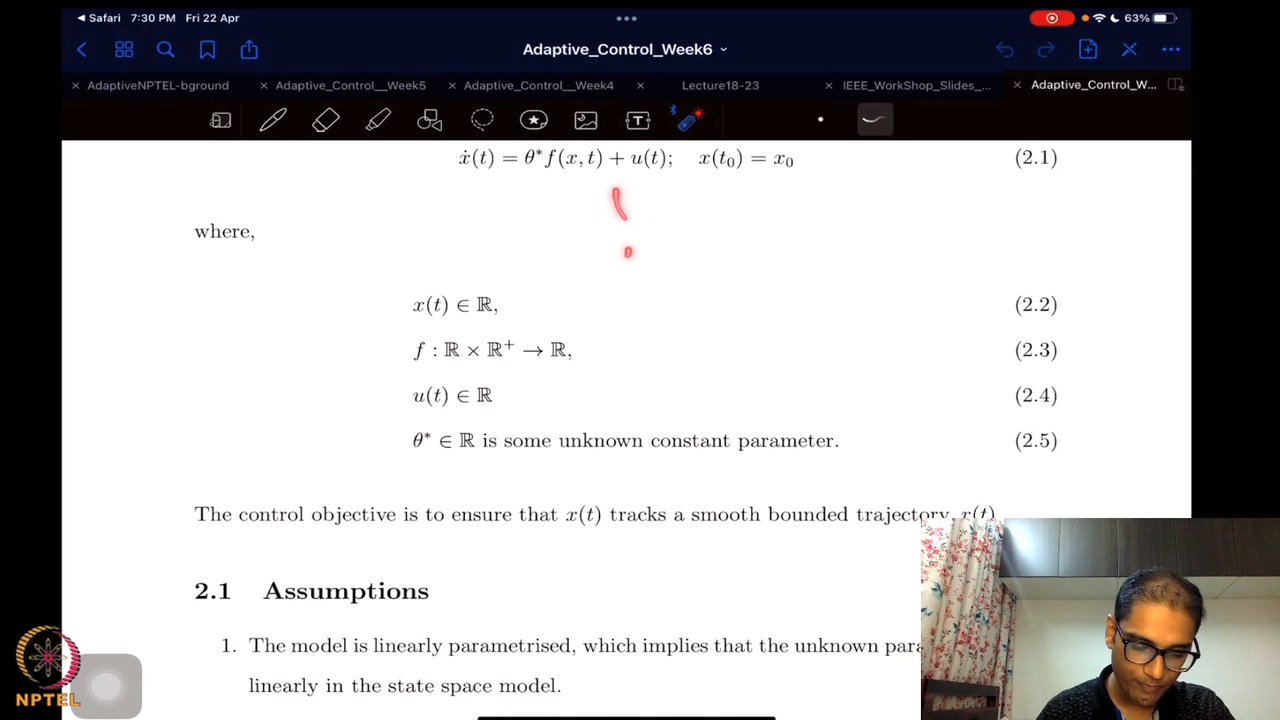 Safari 7:30 PM Fri 22 Apr
63%
Adaptive_Control_Week6
AdaptiveNPTEL-bground
Adaptive_Control__Week5
Adaptive_Control__Week4
Lecture18-23
IEEE_WorkShop_Slides_...
Adaptive_Control_W...
ẋ(t) = θ*f(x, t) + u(t); x(t₀) = x₀ (2.1)
where,
x(t) ∈ ℝ, (2.2)
f : ℝ × ℝ⁺ → ℝ, (2.3)
u(t) ∈ ℝ (2.4)
θ* ∈ ℝ is some unknown constant parameter. (2.5)
The control objective is to ensure that x(t) tracks a smooth bounded trajectory
2.1 Assumptions
1. The model is linearly parametrised, which implies that the unknown para
linearly in the state space model.
NPTEL